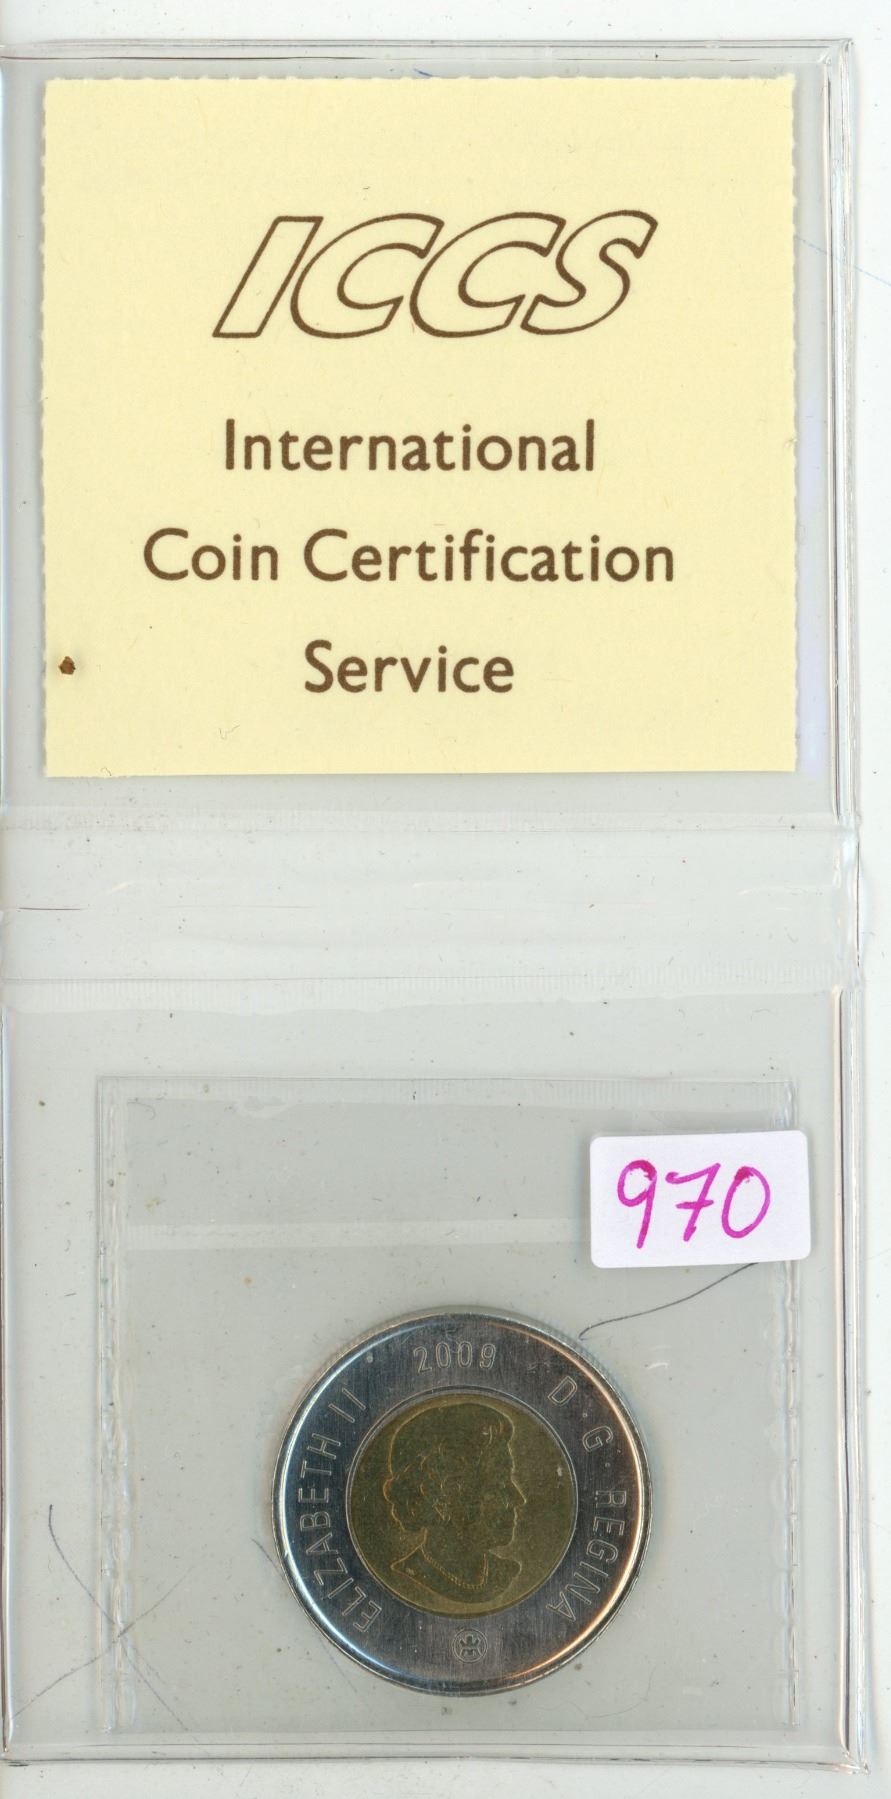 ICCS
International
Coin Certification
Service
970
ELIZABETH II 2009 D · G · REGINA